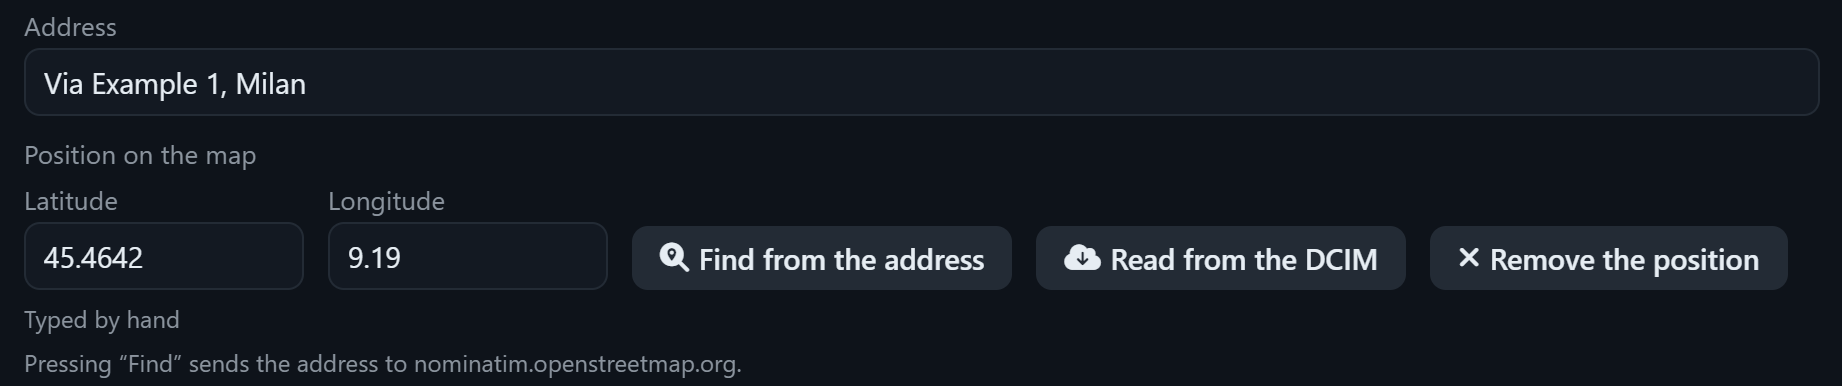 Address
Via Example 1, Milan
Position on the map
Latitude Longitude
45.4642 9.19 Find from the address Read from the DCIM Remove the position
Typed by hand
Pressing “Find” sends the address to nominatim.openstreetmap.org.